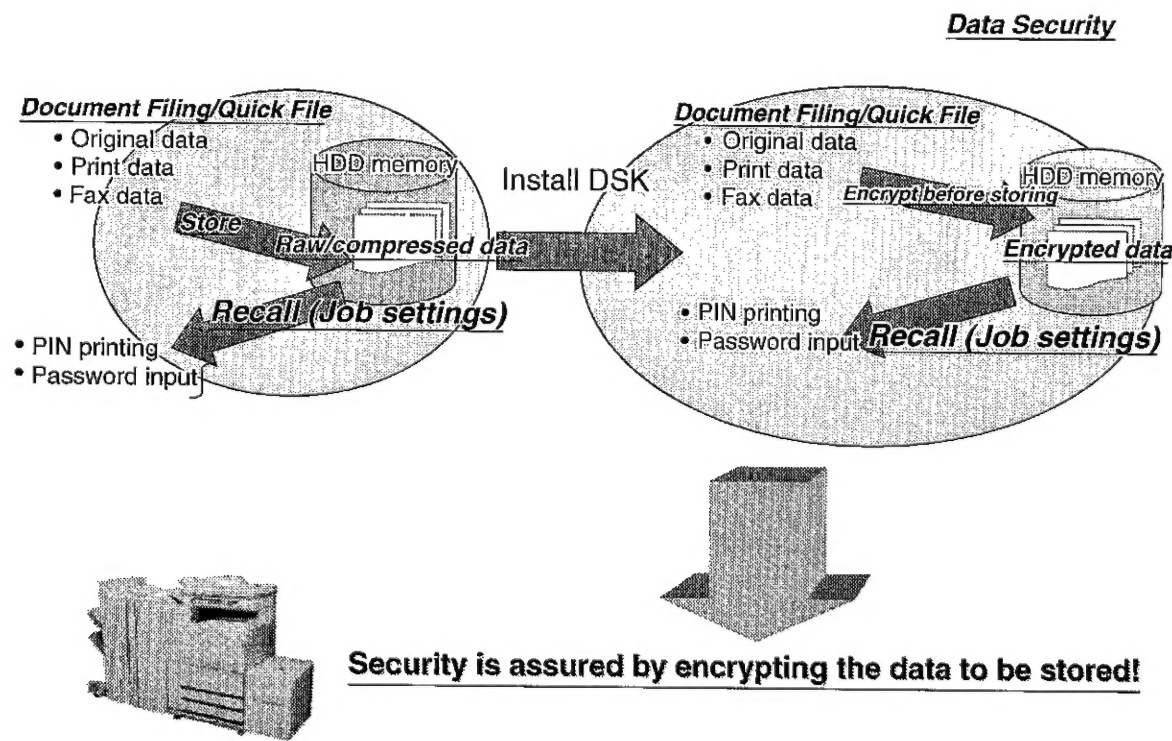 Data Security
Document Filing/Quick File
• Original data
• Print data
• Fax data
HDD memory
Store
Raw/compressed data
Recall (Job settings)
• PIN printing
• Password input
Install DSK
Document Filing/Quick File
• Original data
• Print data
• Fax data
HDD memory
Encrypt before storing
Encrypted data
• PIN printing
• Password input
Recall (Job settings)
Security is assured by encrypting the data to be stored!